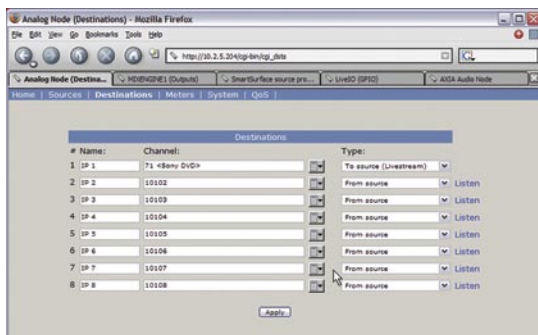 Analog Node (Destinations) - Mozilla Firefox
File Edit View Go Bookmarks Tools Help
http://10.2.5.204/cgi-bin/cgi_dsts
Analog Node (Destina... MIXENGINE1 (Outputs) SmartSurface source pro... LiveIO (GPIO) AXIA Audio Node
Home | Sources | Destinations | Meters | System | QoS |
Destinations
# Name: Channel: Type:
1 IP 1 71 <Sony DVD> To source (Livestream)
2 IP 2 10102 From source Listen
3 IP 3 10103 From source Listen
4 IP 4 10104 From source Listen
5 IP 5 10105 From source Listen
6 IP 6 10106 From source Listen
7 IP 7 10107 From source Listen
8 IP 8 10108 From source Listen
Apply